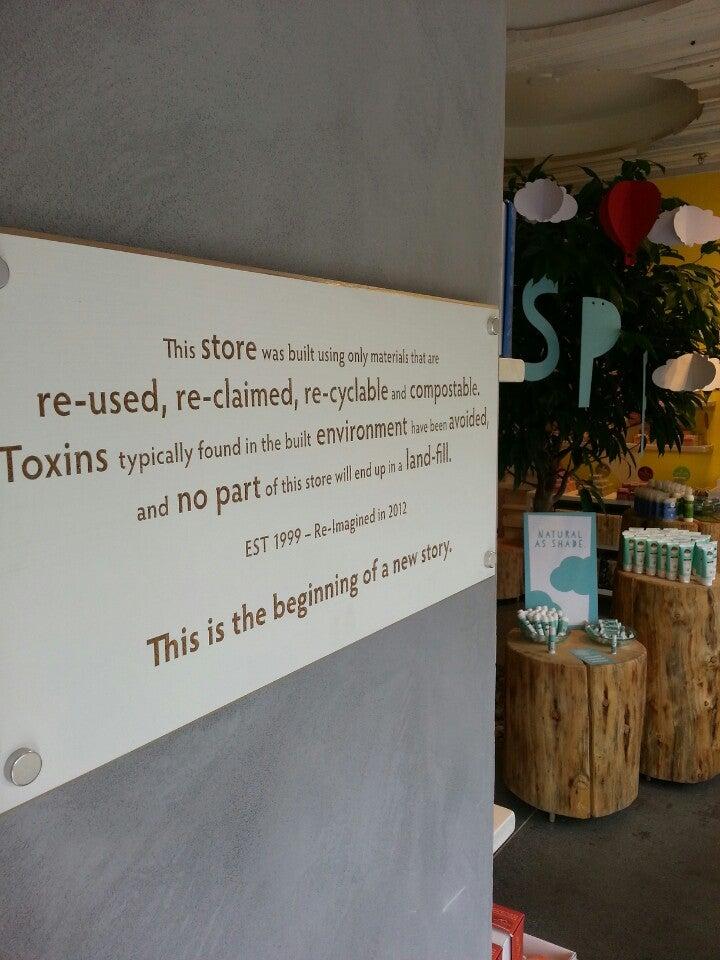 This store was built using only materials that are
re-used, re-claimed, re-cyclable and compostable.
Toxins typically found in the built environment have been avoided,
and no part of this store will end up in a land-fill.
EST 1999 – Re-Imagined in 2012
This is the beginning of a new story.
SP
NATURAL
AS SHADE.